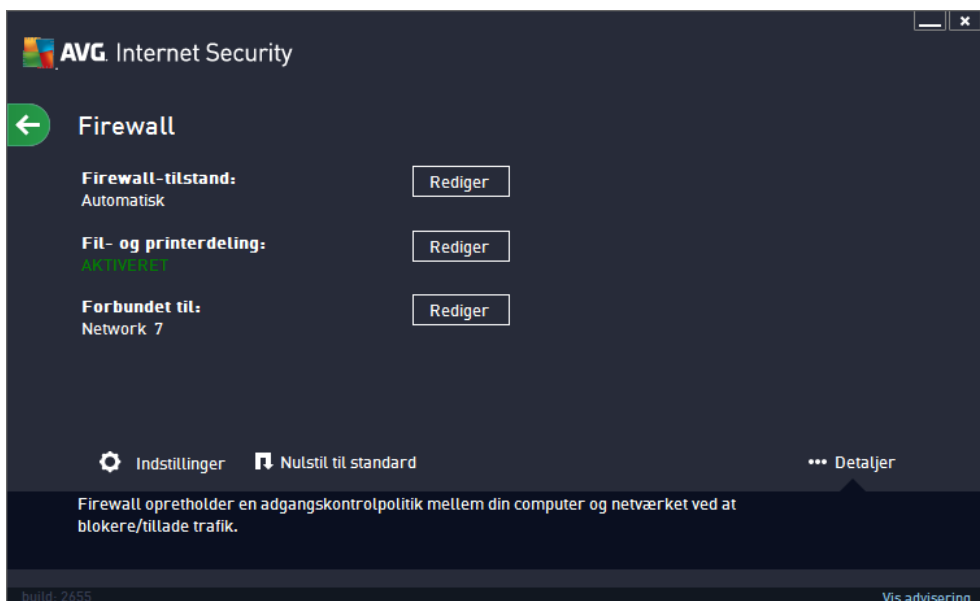 AVG. Internet Security
Firewall
Firewall-tilstand:
Automatisk
Rediger
Fil- og printerdeling:
AKTIVERET
Rediger
Forbundet til:
Network 7
Rediger
Indstillinger
Nulstil til standard
Detaljer
Firewall opretholder en adgangskontrolpolitik mellem din computer og netværket ved at
blokere/tillade trafik.
build- 2655
Vis advisering